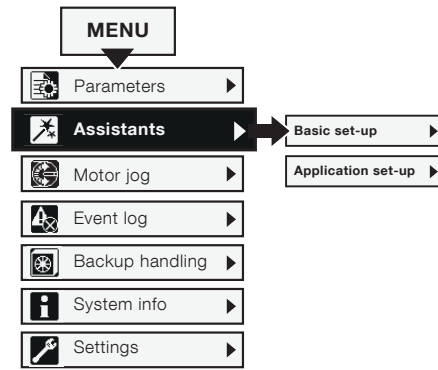 MENU
Parameters
Assistants
Basic set-up
Application set-up
Motor jog
Event log
Backup handling
System info
Settings